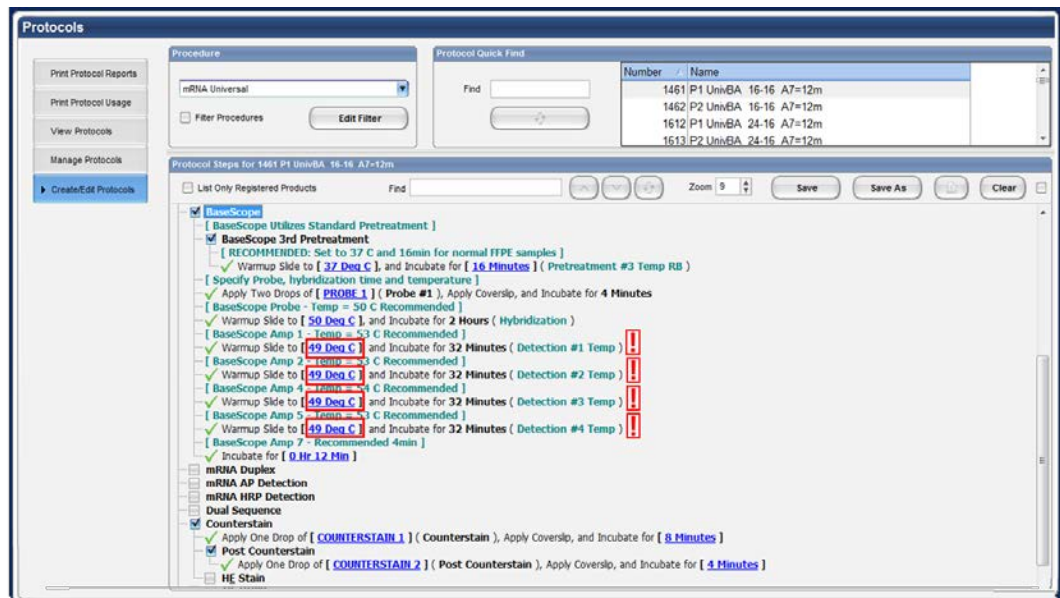 Protocols
Print Protocol Reports
Print Protocol Usage
View Protocols
Manage Protocols
Create/Edit Protocols
Procedure
mRNA Universal
Filter Procedures
Edit Filter
Protocol Quick Find
Find
Number Name
1461 P1 UnivBA 16-16 A7=12m
1462 P2 UnivBA 16-16 A7=12m
1612 P1 UnivBA 24-16 A7=12m
1613 P2 UnivBA 24-16 A7=12m
Protocol Steps for 1461 P1 UnivBA 16-16 A7=12m
List Only Registered Products Find Zoom 9 Save Save As Clear
BaseScope
[ BaseScope Utilizes Standard Pretreatment ]
BaseScope 3rd Pretreatment
[ RECOMMENDED: Set to 37 C and 16min for normal FFPE samples ]
Warmup Slide to [ 37 Deg C ], and Incubate for [ 16 Minutes ] ( Pretreatment #3 Temp RB )
[ Specify Probe, hybridization time and temperature ]
Apply Two Drops of [ PROBE 1 ] ( Probe #1 ), Apply Coverslip, and Incubate for 4 Minutes
[ BaseScope Probe - Temp = 50 C Recommended ]
Warmup Slide to [ 50 Deg C ], and Incubate for 2 Hours ( Hybridization )
[ BaseScope Amp 1 - Temp = 53 C Recommended ]
Warmup Slide to [ 49 Deg C ] and Incubate for 32 Minutes ( Detection #1 Temp ) !
[ BaseScope Amp 2 - Temp = 53 C Recommended ]
Warmup Slide to [ 49 Deg C ] and Incubate for 32 Minutes ( Detection #2 Temp ) !
[ BaseScope Amp 4 - Temp = 54 C Recommended ]
Warmup Slide to [ 49 Deg C ] and Incubate for 32 Minutes ( Detection #3 Temp ) !
[ BaseScope Amp 5 - Temp = 53 C Recommended ]
Warmup Slide to [ 49 Deg C ] and Incubate for 32 Minutes ( Detection #4 Temp ) !
[ BaseScope Amp 7 - Recommended 4min ]
Incubate for [ 0 Hr 12 Min ]
mRNA Duplex
mRNA AP Detection
mRNA HRP Detection
Dual Sequence
Counterstain
Apply One Drop of [ COUNTERSTAIN 1 ] ( Counterstain ), Apply Coverslip, and Incubate for [ 8 Minutes ]
Post Counterstain
Apply One Drop of [ COUNTERSTAIN 2 ] ( Post Counterstain ), Apply Coverslip, and Incubate for [ 4 Minutes ]
HE Stain